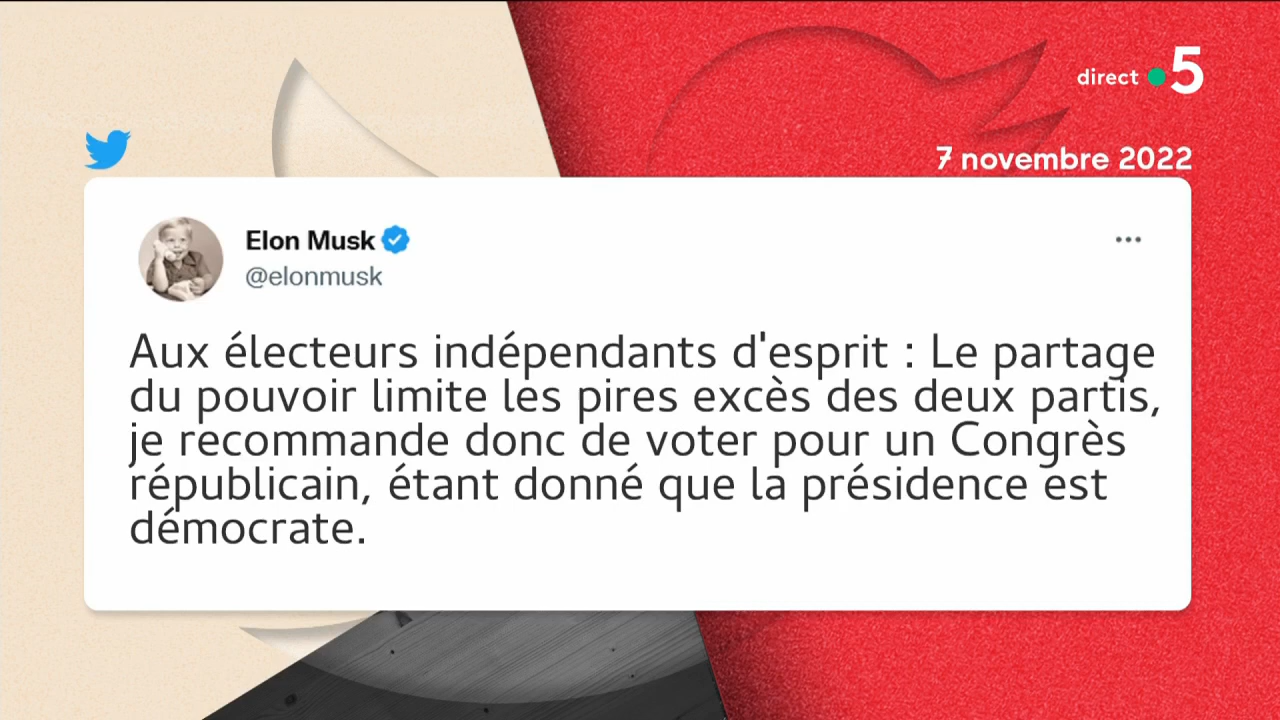 direct 5
7 novembre 2022
Elon Musk
@elonmusk
Aux électeurs indépendants d'esprit : Le partage
du pouvoir limite les pires excès des deux partis,
je recommande donc de voter pour un Congrès
républicain, étant donné que la présidence est
démocrate.